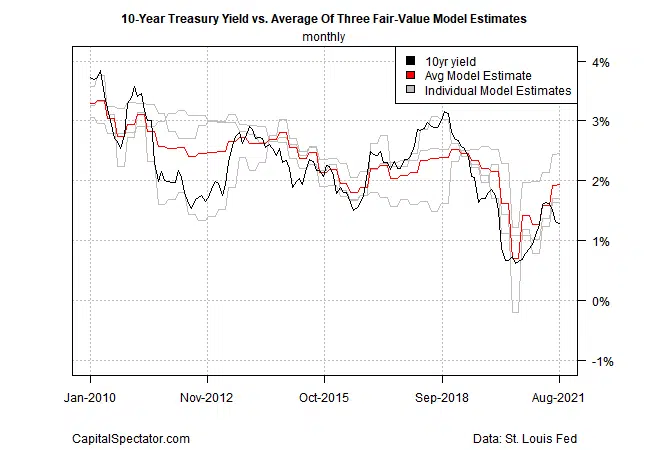 10-Year Treasury Yield vs. Average Of Three Fair-Value Model Estimates
monthly
10yr yield
Avg Model Estimate
Individual Model Estimates
4%
3%
2%
1%
0%
-1%
Jan-2010 Nov-2012 Oct-2015 Sep-2018 Aug-2021
CapitalSpectator.com Data: St. Louis Fed